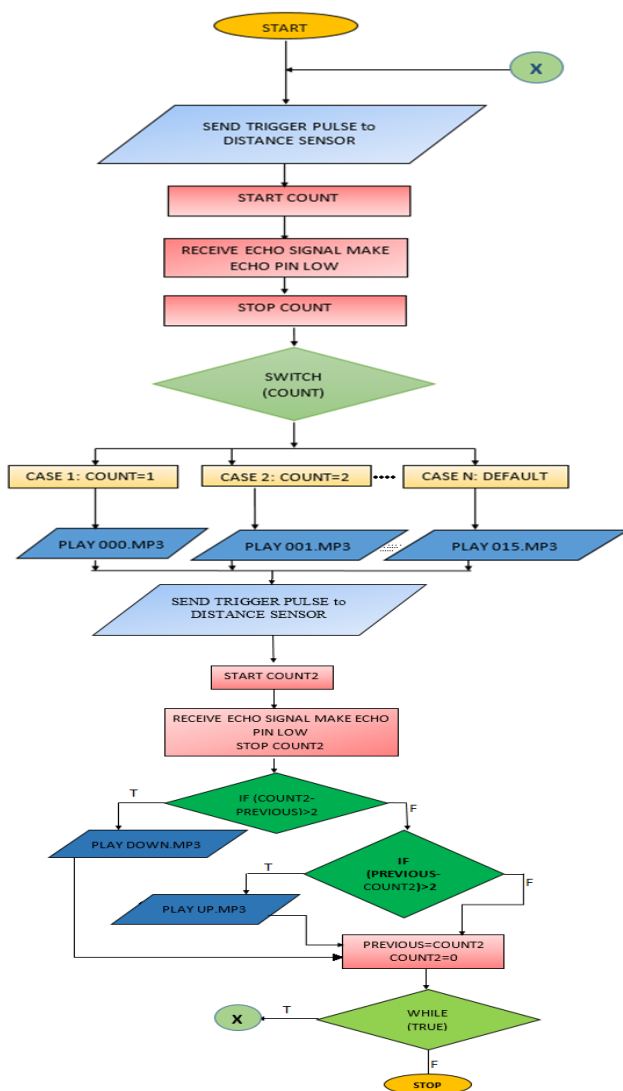 START
X
SEND TRIGGER PULSE to
DISTANCE SENSOR
START COUNT
RECEIVE ECHO SIGNAL MAKE
ECHO PIN LOW
STOP COUNT
SWITCH
(COUNT)
CASE 1: COUNT=1
CASE 2: COUNT=2
CASE N: DEFAULT
PLAY 000.MP3
PLAY 001.MP3
PLAY 015.MP3
SEND TRIGGER PULSE to
DISTANCE SENSOR
START COUNT2
RECEIVE ECHO SIGNAL MAKE ECHO
PIN LOW
STOP COUNT2
IF (COUNT2-
PREVIOUS)>2
T
F
PLAY DOWN.MP3
IF
(PREVIOUS-
COUNT2)>2
T
F
PLAY UP.MP3
PREVIOUS=COUNT2
COUNT2=0
WHILE
(TRUE)
T
X
F
STOP